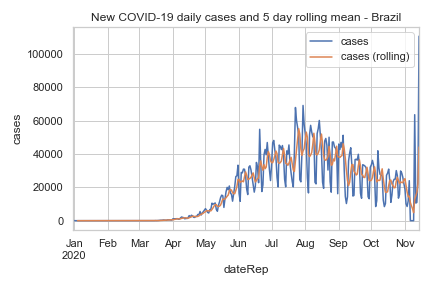 New COVID-19 daily cases and 5 day rolling mean - Brazil
cases
cases (rolling)
100000
80000
60000
40000
20000
0
cases
Jan Feb Mar Apr May Jun Jul Aug Sep Oct Nov
2020
dateRep